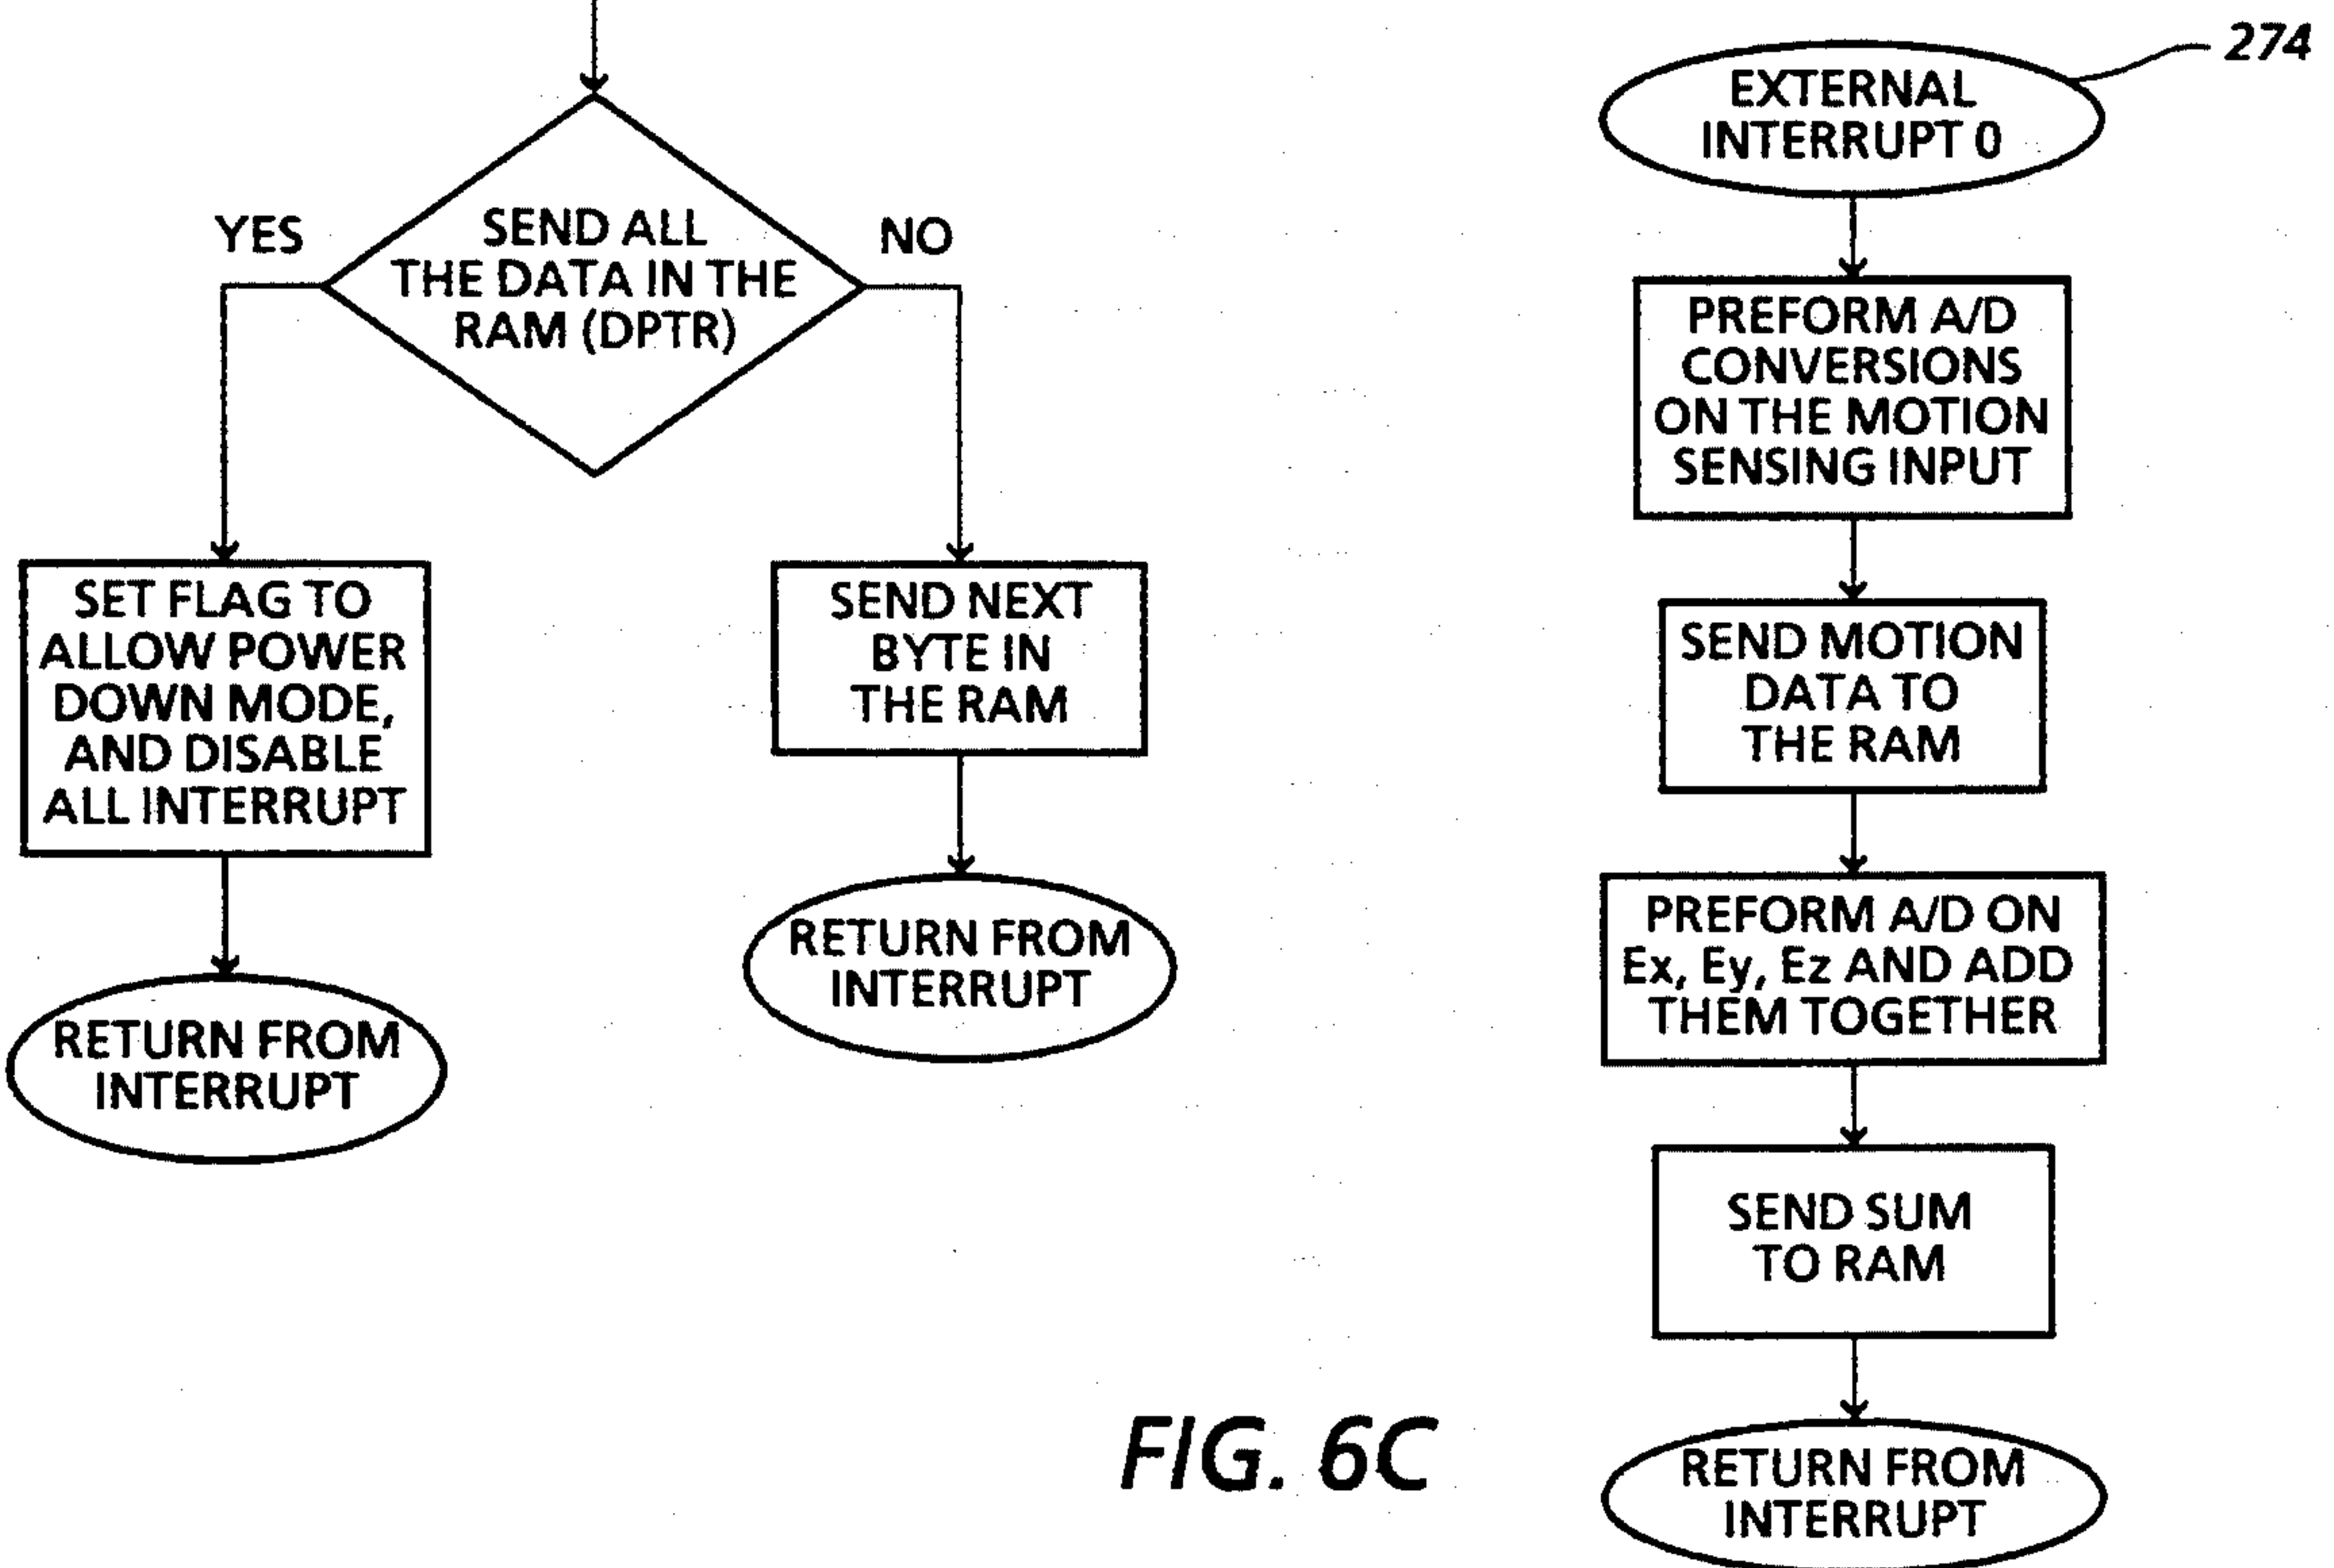 SEND ALL
THE DATA IN THE
RAM (DPTR)
YES
NO
SET FLAG TO
ALLOW POWER
DOWN MODE,
AND DISABLE
ALL INTERRUPT
RETURN FROM
INTERRUPT
SEND NEXT
BYTE IN
THE RAM
RETURN FROM
INTERRUPT
274
EXTERNAL
INTERRUPT 0
PREFORM A/D
CONVERSIONS
ON THE MOTION
SENSING INPUT
SEND MOTION
DATA TO
THE RAM
PREFORM A/D ON
Ex, Ey, Ez AND ADD
THEM TOGETHER
SEND SUM
TO RAM
RETURN FROM
INTERRUPT
FIG. 6C